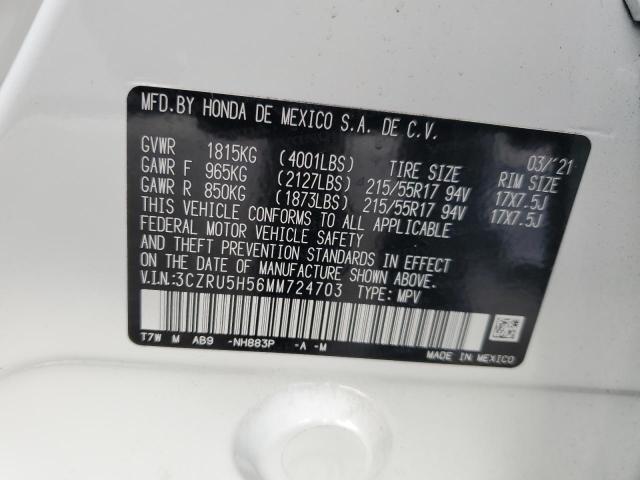 MFD.BY HONDA DE MEXICO S.A. DE C.V.
03/'21
GVWR 1815KG (4001LBS) TIRE SIZE RIM SIZE
GAWR F 965KG (2127LBS) 215/55R17 94V 17X7.5J
GAWR R 850KG (1873LBS) 215/55R17 94V 17X7.5J
THIS VEHICLE CONFORMS TO ALL APPLICABLE
FEDERAL MOTOR VEHICLE SAFETY
AND THEFT PREVENTION STANDARDS IN EFFECT
ON THE DATE OF MANUFACTURE SHOWN ABOVE.
V.I.N.:3CZRU5H56MM724703 TYPE: MPV
T7W M AB9 -NH883P -A -M
MADE IN MEXICO